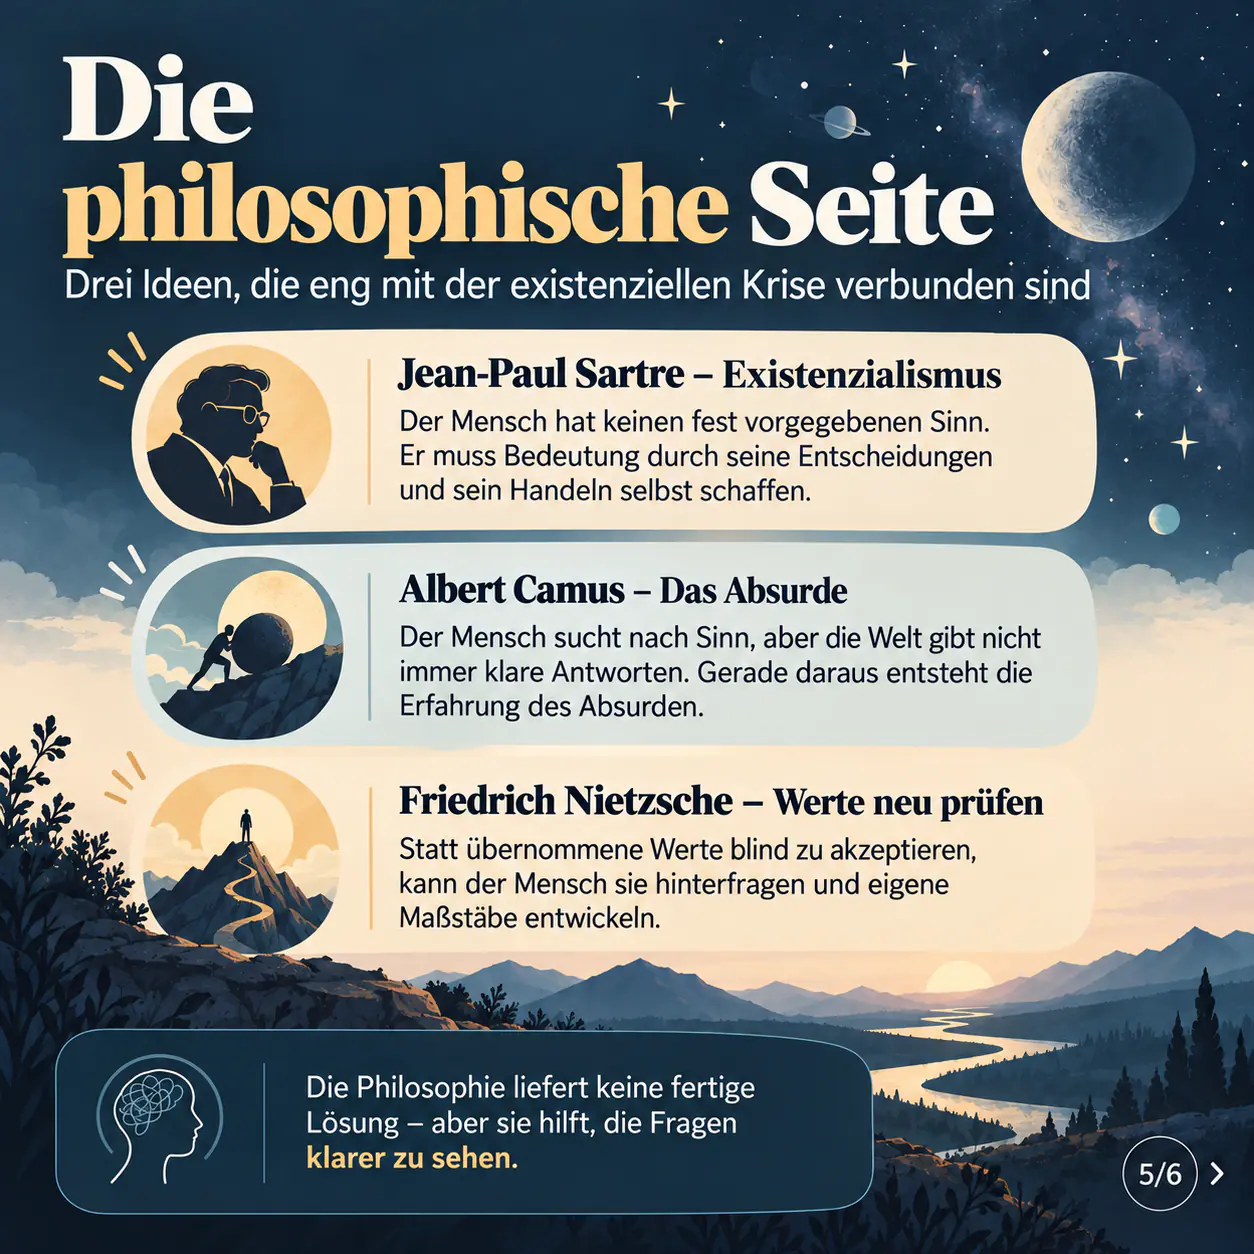 Die
philosophische Seite
Drei Ideen, die eng mit der existenziellen Krise verbunden sind
Jean-Paul Sartre – Existenzialismus
Der Mensch hat keinen fest vorgegebenen Sinn.
Er muss Bedeutung durch seine Entscheidungen
und sein Handeln selbst schaffen.
Albert Camus – Das Absurde
Der Mensch sucht nach Sinn, aber die Welt gibt nicht
immer klare Antworten. Gerade daraus entsteht die
Erfahrung des Absurden.
Friedrich Nietzsche – Werte neu prüfen
Statt übernommene Werte blind zu akzeptieren,
kann der Mensch sie hinterfragen und eigene
Maßstäbe entwickeln.
Die Philosophie liefert keine fertige
Lösung – aber sie hilft, die Fragen
klarer zu sehen.
5/6